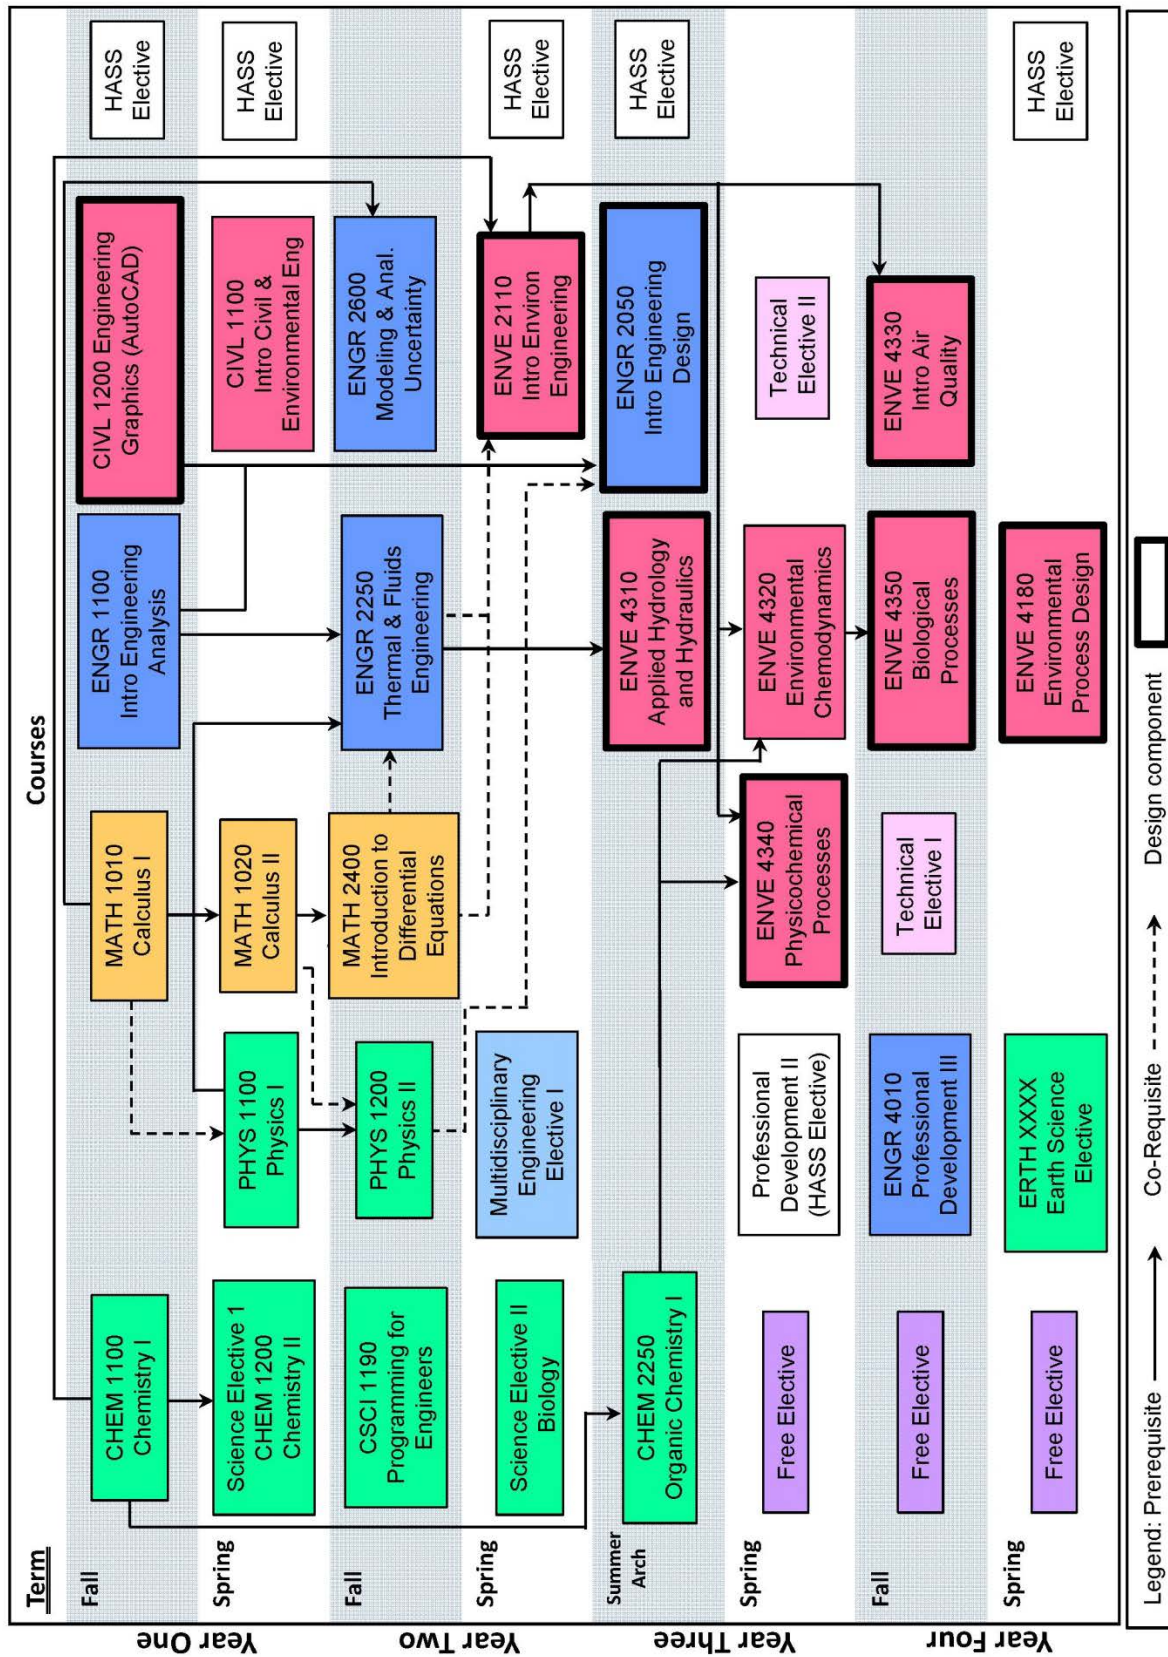 Courses
Term
Year One
Fall
CHEM 1100
Chemistry I
MATH 1010
Calculus I
ENGR 1100
Intro Engineering
Analysis
CIVL 1200 Engineering
Graphics (AutoCAD)
HASS
Elective
Spring
Science Elective 1
CHEM 1200
Chemistry II
PHYS 1100
Physics I
MATH 1020
Calculus II
CIVL 1100
Intro Civil &
Environmental Eng
HASS
Elective
Year Two
Fall
CSCI 1190
Programming for
Engineers
PHYS 1200
Physics II
MATH 2400
Introduction to
Differential
Equations
ENGR 2250
Thermal & Fluids
Engineering
ENGR 2600
Modeling & Anal.
Uncertainty
Spring
Science Elective II
Biology
Multidisciplinary
Engineering
Elective I
ENVE 2110
Intro Environ
Engineering
HASS
Elective
Year Three
Summer
Arch
CHEM 2250
Organic Chemistry I
ENVE 4310
Applied Hydrology
and Hydraulics
ENGR 2050
Intro Engineering
Design
HASS
Elective
Spring
Free Elective
Professional
Development II
(HASS Elective)
ENVE 4340
Physicochemical
Processes
ENVE 4320
Environmental
Chemodynamics
Technical
Elective II
Year Four
Fall
Free Elective
ENGR 4010
Professional
Development III
Technical
Elective I
ENVE 4350
Biological
Processes
ENVE 4330
Intro Air
Quality
Spring
Free Elective
ERTH XXXX
Earth Science
Elective
ENVE 4180
Environmental
Process Design
HASS
Elective
Legend: Prerequisite
Co-Requisite
Design component